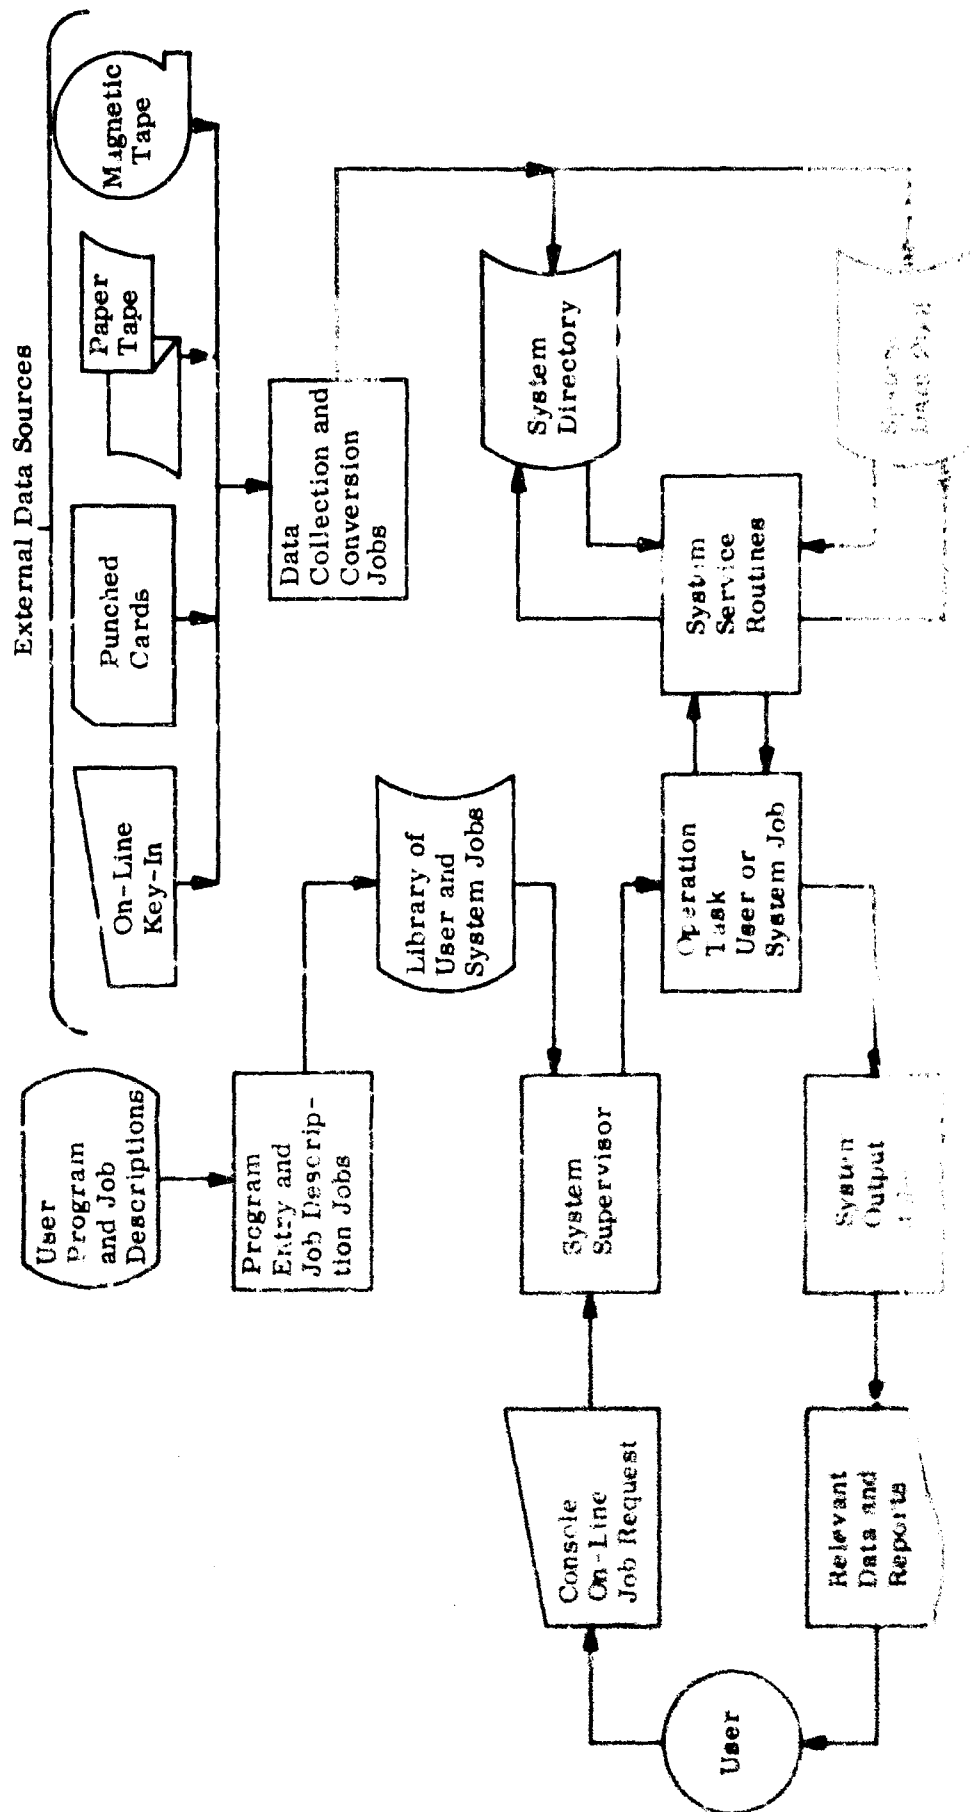 External Data Sources
User
Program
and Job
Descriptions
On-Line
Key-In
Punched
Cards
Paper
Tape
Magnetic
Tape
Program
Entry and
Job Descrip-
tion Jobs
Data
Collection and
Conversion
Jobs
Library of
User and
System Jobs
Console
On-Line
Job Request
System
Supervisor
System
Directory
User
Operation
Task
User or
System Job
System
Service
Routines
Relevant
Data and
Reports
System
Output
System
Data